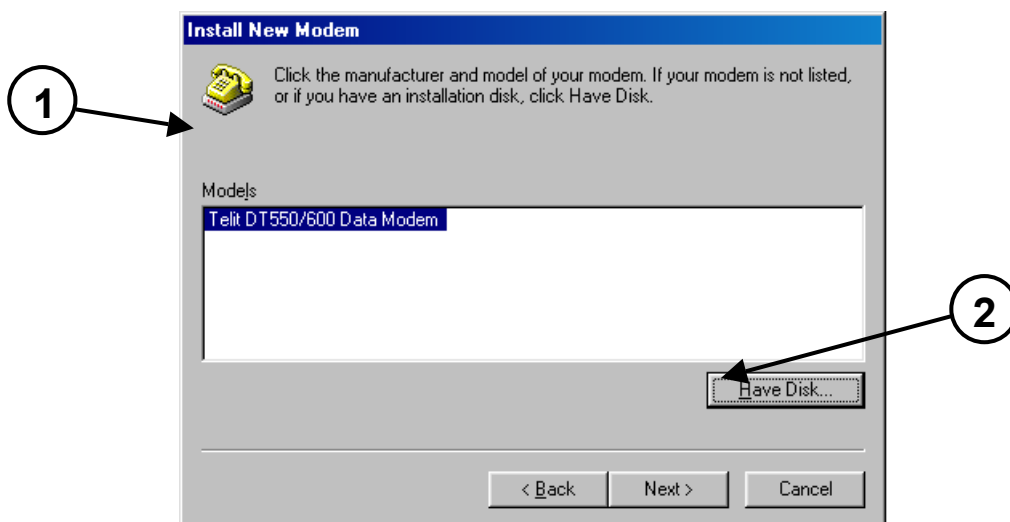 Install New Modem
Click the manufacturer and model of your modem. If your modem is not listed,
or if you have an installation disk, click Have Disk.
1
Models
Telit DT550/600 Data Modem
2
Have Disk...
< Back
Next >
Cancel